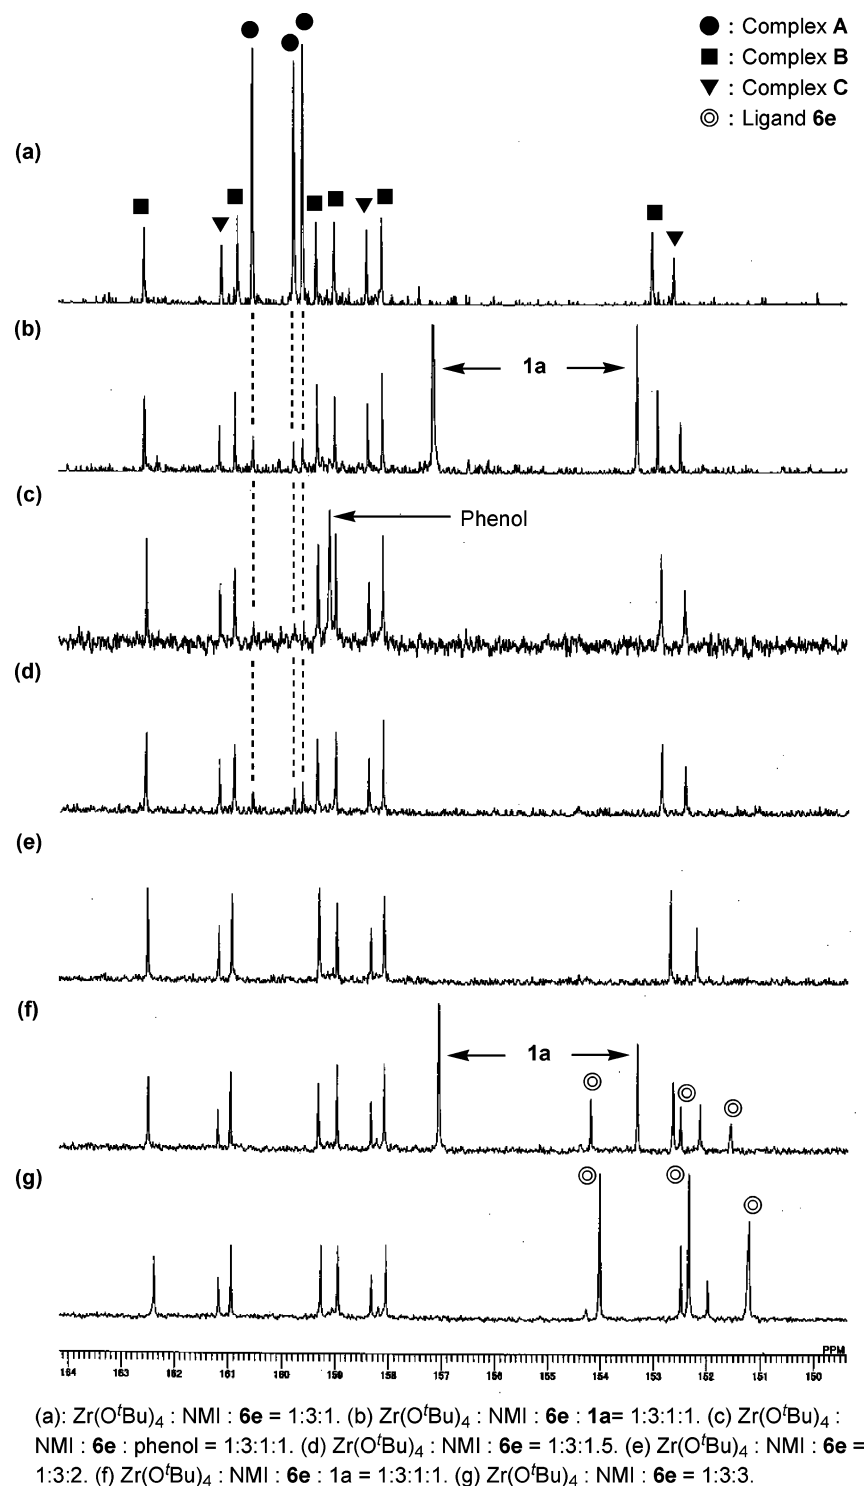 ● : Complex A
■ : Complex B
▼ : Complex C
◎ : Ligand 6e
(a)
(b)
1a
(c)
Phenol
(d)
(e)
(f)
1a
(g)
PPM
164 163 162 161 160 159 158 157 156 155 154 153 152 151 150
(a): Zr(OᵗBu)₄ : NMI : 6e = 1:3:1. (b) Zr(OᵗBu)₄ : NMI : 6e : 1a= 1:3:1:1. (c) Zr(OᵗBu)₄ :
NMI : 6e : phenol = 1:3:1:1. (d) Zr(OᵗBu)₄ : NMI : 6e = 1:3:1.5. (e) Zr(OᵗBu)₄ : NMI : 6e =
1:3:2. (f) Zr(OᵗBu)₄ : NMI : 6e : 1a = 1:3:1:1. (g) Zr(OᵗBu)₄ : NMI : 6e = 1:3:3.